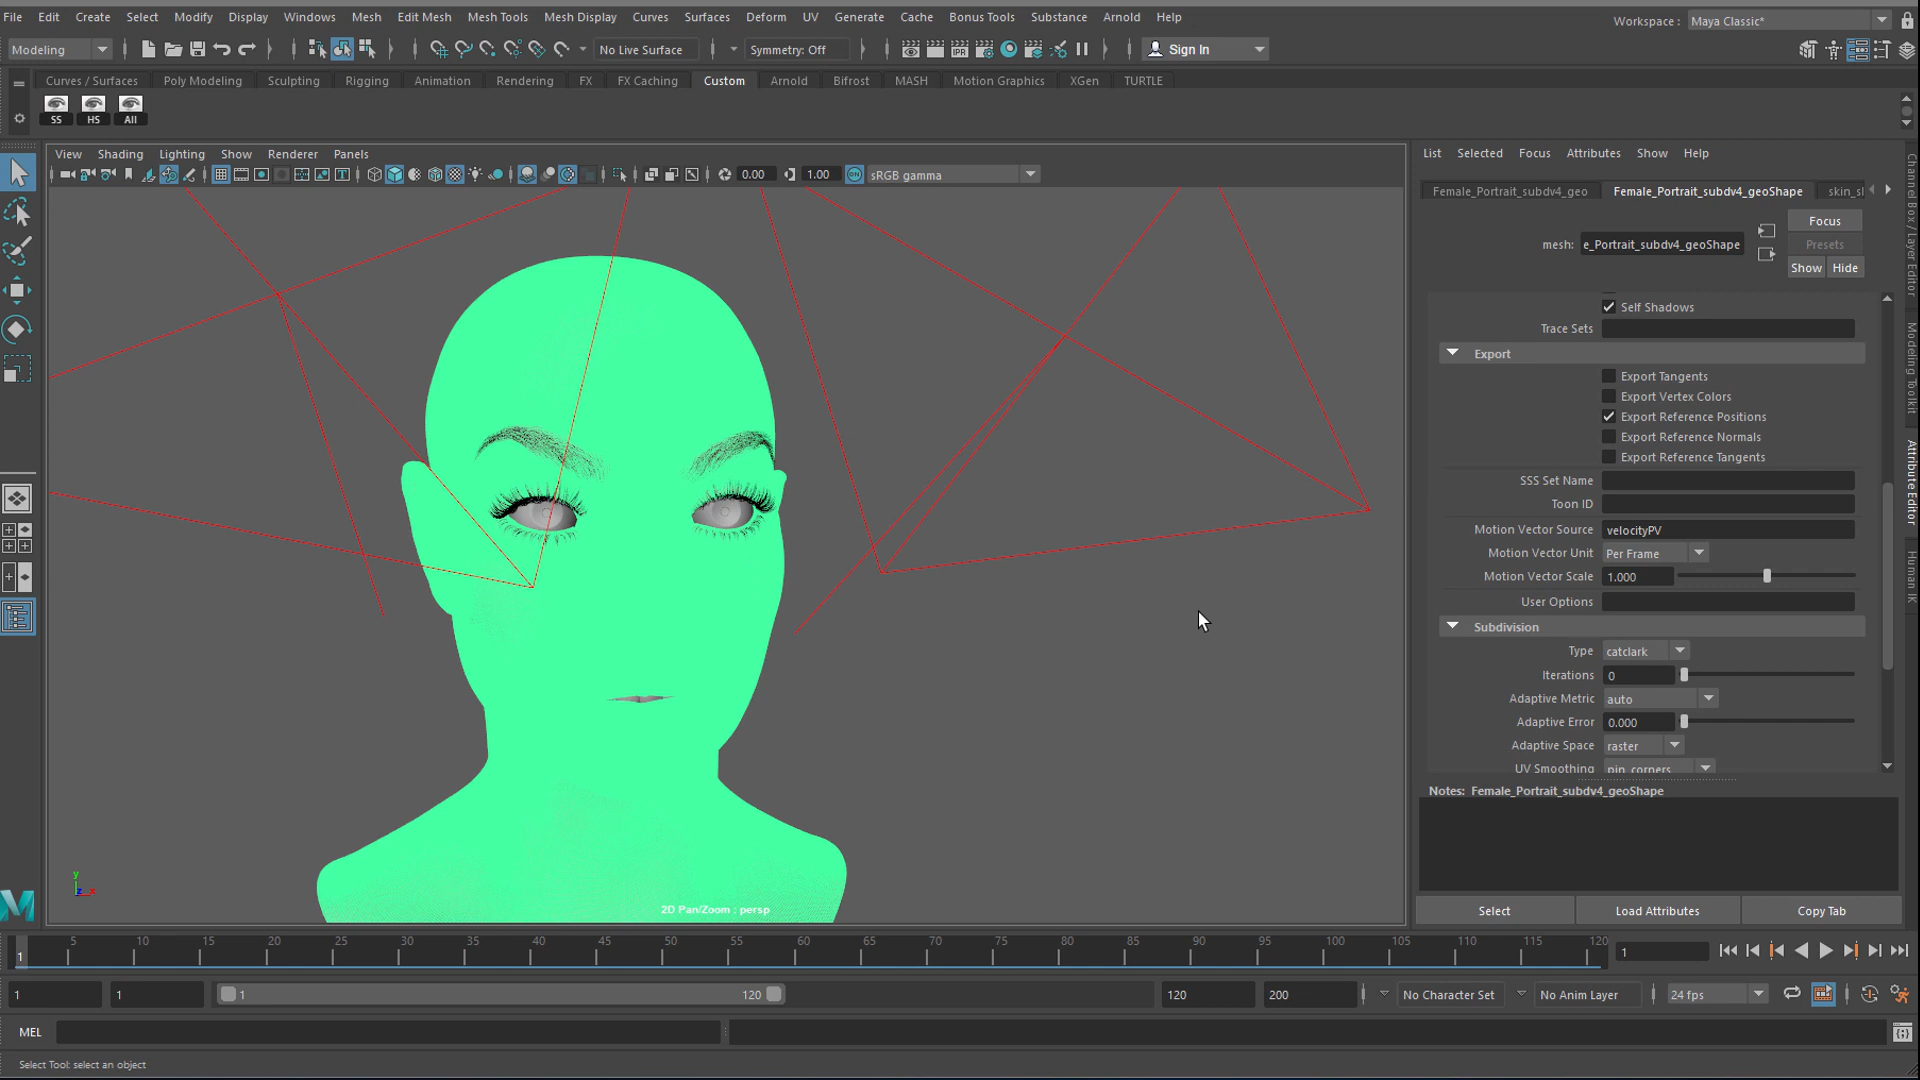 File Edit Create Select Modify Display Windows Mesh Edit Mesh Mesh Tools Mesh Display Curves Surfaces Deform UV Generate Cache Bonus Tools Substance Arnold Help
Workspace : Maya Classic*
Modeling No Live Surface Symmetry: Off IPR Sign In
Curves / Surfaces Poly Modeling Sculpting Rigging Animation Rendering FX FX Caching Custom Arnold Bifrost MASH Motion Graphics XGen TURTLE
SS HS All
View Shading Lighting Show Renderer Panels
0.00 1.00 ON sRGB gamma
2D Pan/Zoom : persp
y
List Selected Focus Attributes Show Help
Female_Portrait_subdv4_geo Female_Portrait_subdv4_geoShape skin_sl
Focus
mesh: e_Portrait_subdv4_geoShape Presets
Show Hide
Self Shadows
Trace Sets
Export
Export Tangents
Export Vertex Colors
Export Reference Positions
Export Reference Normals
Export Reference Tangents
SSS Set Name
Toon ID
Motion Vector Source velocityPV
Motion Vector Unit Per Frame
Motion Vector Scale 1.000
User Options
Subdivision
Type catclark
Iterations 0
Adaptive Metric auto
Adaptive Error 0.000
Adaptive Space raster
UV Smoothing pin_corners
Notes: Female_Portrait_subdv4_geoShape
Select Load Attributes Copy Tab
Channel Box / Layer Editor
Modeling Toolkit
Attribute Editor
Human IK
1 5 10 15 20 25 30 35 40 45 50 55 60 65 70 75 80 85 90 95 100 105 110 115 120 1
1 1 1 120 120 200 No Character Set No Anim Layer 24 fps
MEL
Select Tool: select an object